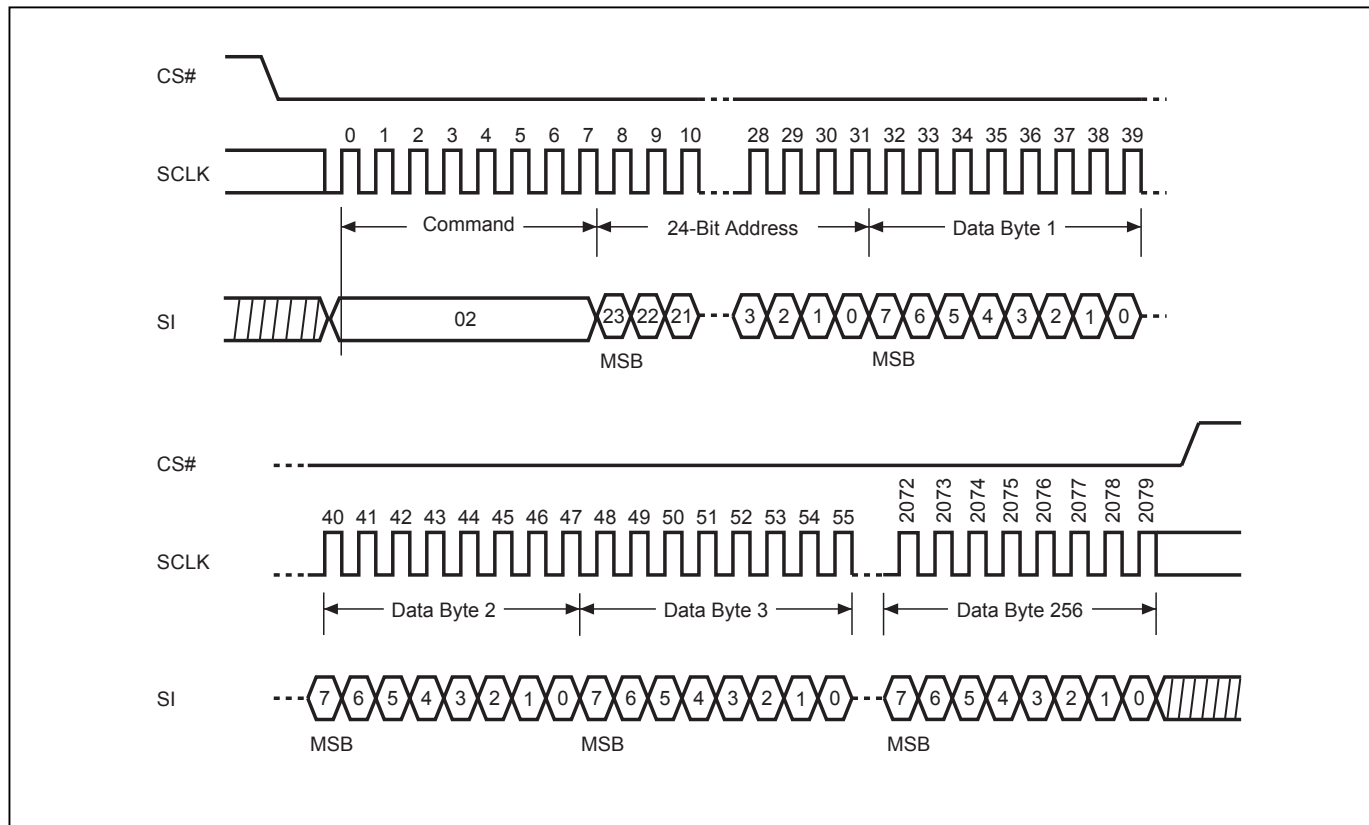 CS#
0 1 2 3 4 5 6 7 8 9 10 28 29 30 31 32 33 34 35 36 37 38 39
SCLK
Command 24-Bit Address Data Byte 1
SI 02 23 22 21 3 2 1 0 7 6 5 4 3 2 1 0
MSB MSB
CS#
40 41 42 43 44 45 46 47 48 49 50 51 52 53 54 55 2072 2073 2074 2075 2076 2077 2078 2079
SCLK
Data Byte 2 Data Byte 3 Data Byte 256
SI 7 6 5 4 3 2 1 0 7 6 5 4 3 2 1 0 7 6 5 4 3 2 1 0
MSB MSB MSB